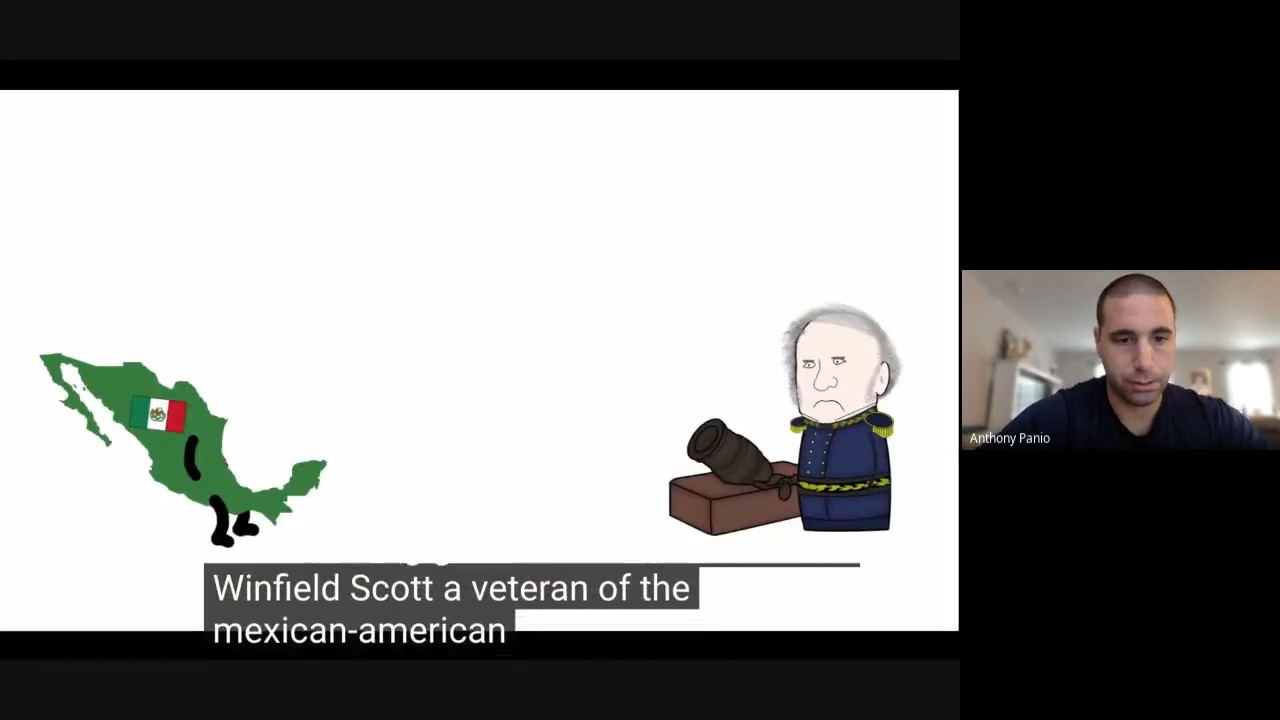 Winfield Scott a veteran of the
mexican-american
Anthony Panio